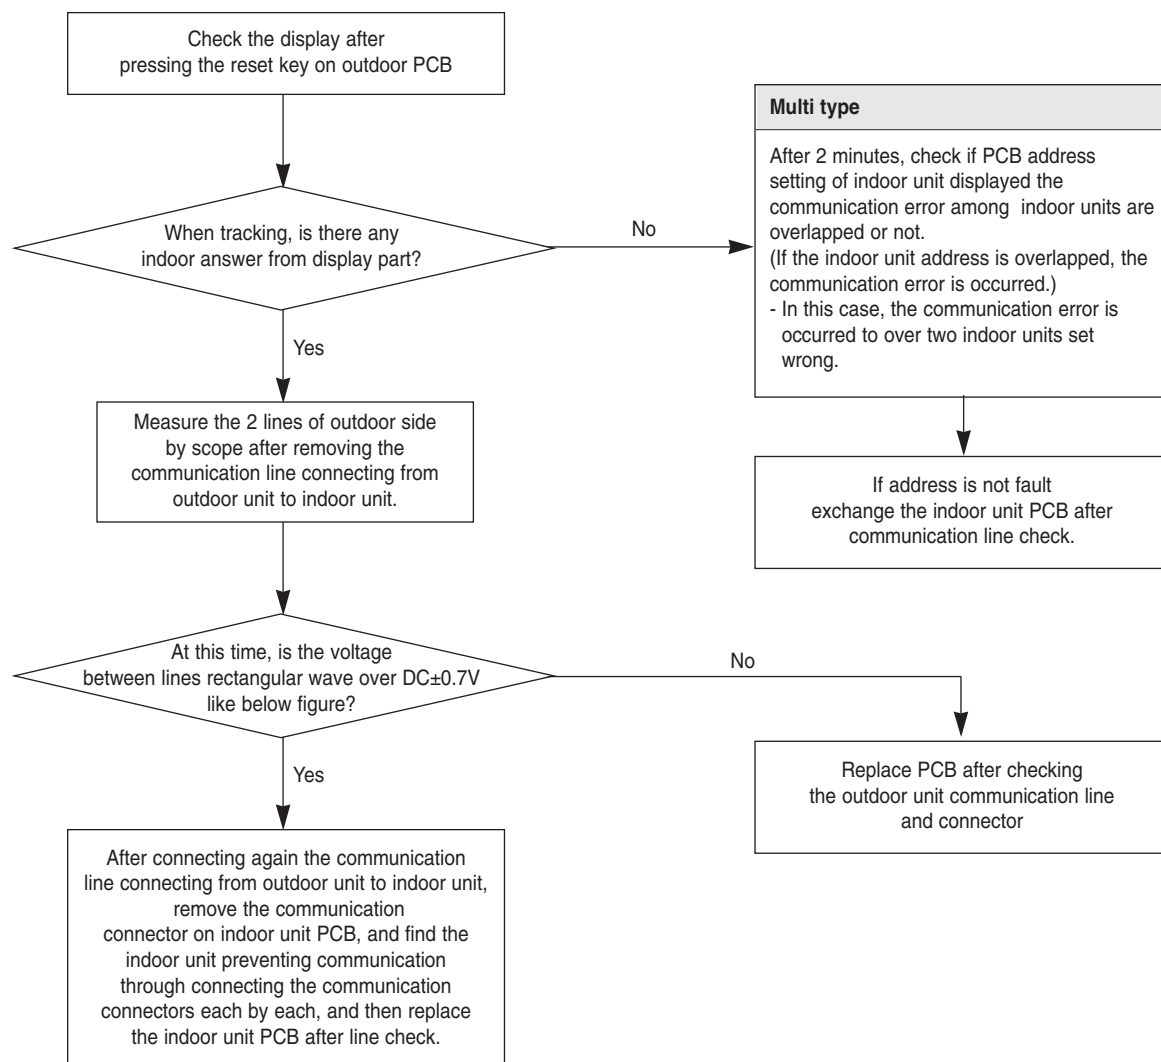 Check the display after
pressing the reset key on outdoor PCB
Multi type
After 2 minutes, check if PCB address
setting of indoor unit displayed the
communication error among indoor units are
overlapped or not.
(If the indoor unit address is overlapped, the
communication error is occurred.)
- In this case, the communication error is
occurred to over two indoor units set
wrong.
When tracking, is there any
indoor answer from display part?
No
Yes
Measure the 2 lines of outdoor side
by scope after removing the
communication line connecting from
outdoor unit to indoor unit.
If address is not fault
exchange the indoor unit PCB after
communication line check.
At this time, is the voltage
between lines rectangular wave over DC±0.7V
like below figure?
No
Yes
Replace PCB after checking
the outdoor unit communication line
and connector
After connecting again the communication
line connecting from outdoor unit to indoor unit,
remove the communication
connector on indoor unit PCB, and find the
indoor unit preventing communication
through connecting the communication
connectors each by each, and then replace
the indoor unit PCB after line check.